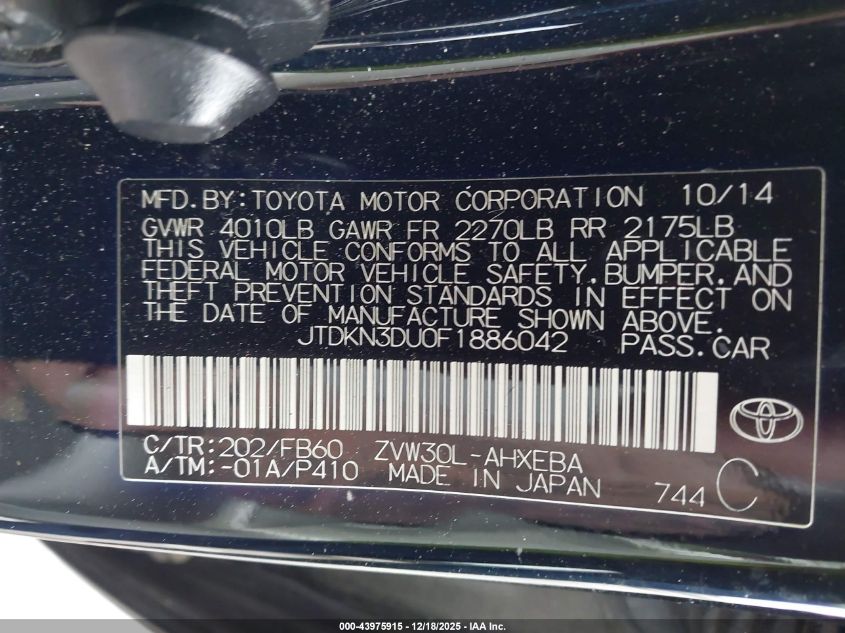 MFD.BY:TOYOTA MOTOR CORPORATION 10/14
GVWR 4010LB GAWR FR 2270LB RR 2175LB
THIS VEHICLE CONFORMS TO ALL APPLICABLE
FEDERAL MOTOR VEHICLE SAFETY,BUMPER,AND
THEFT PREVENTION STANDARDS IN EFFECT ON
THE DATE OF MANUFACTURE SHOWN ABOVE.
JTDKN3DU0F1886042 PASS.CAR
C/TR:202/FB60 ZVW30L-AHXEBA
A/TM:-01A/P410 MADE IN JAPAN 744 C
000-43975915 - 12/18/2025 - IAA Inc.